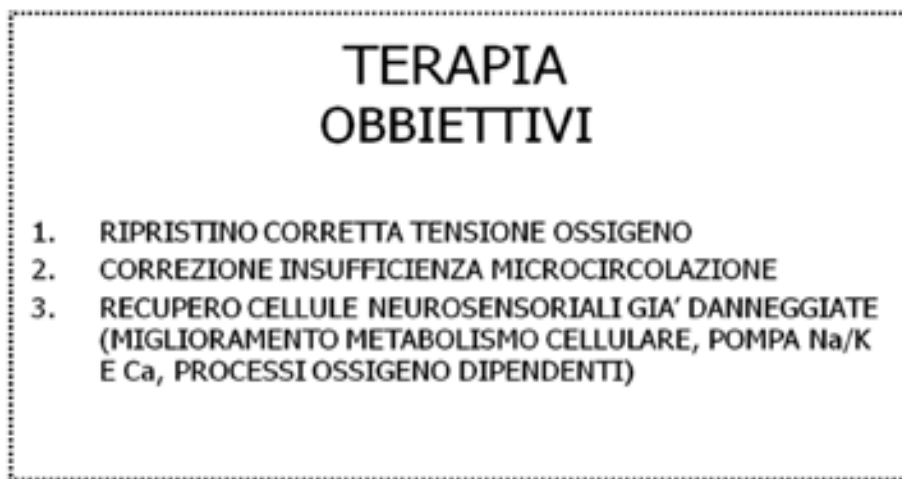 TERAPIA
OBBIETTIVI
1. RIPRISTINO CORRETTA TENSIONE OSSIGENO
2. CORREZIONE INSUFFICIENZA MICROCIRCOLAZIONE
3. RECUPERO CELLULE NEUROSENSORIALI GIA’ DANNEGGIATE
(MIGLIORAMENTO METABOLISMO CELLULARE, POMPA Na/K
E Ca, PROCESSI OSSIGENO DIPENDENTI)